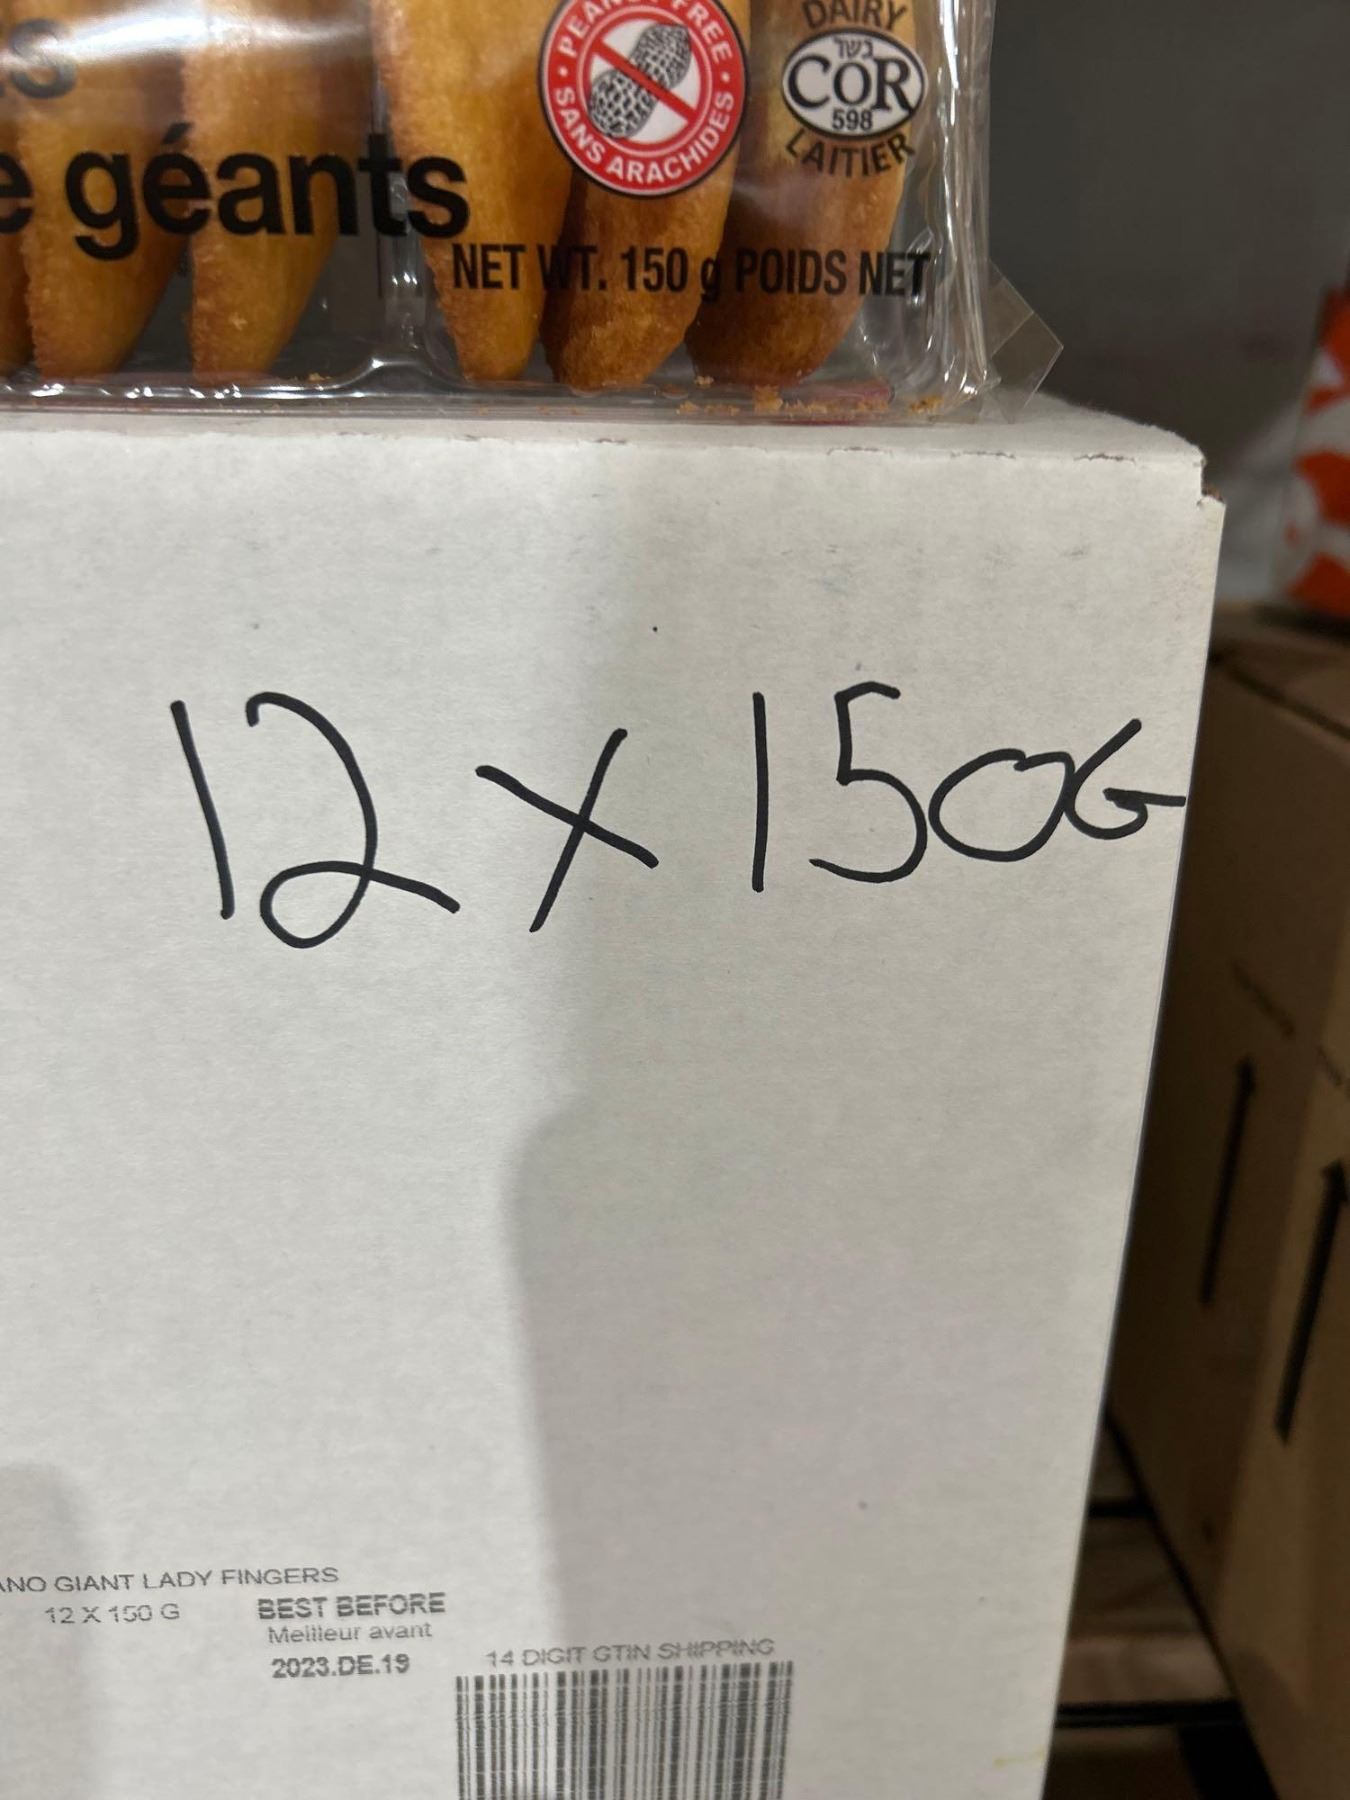 PEANUT FREE • SANS ARACHIDES •
DAIRY
כשר
COR
598
LAITIER
s
e géants
NET WT. 150 g POIDS NET
12 X 150G
ANO GIANT LADY FINGERS
12 X 150 G
BEST BEFORE
Meilleur avant
2023.DE.19
14 DIGIT GTIN SHIPPING